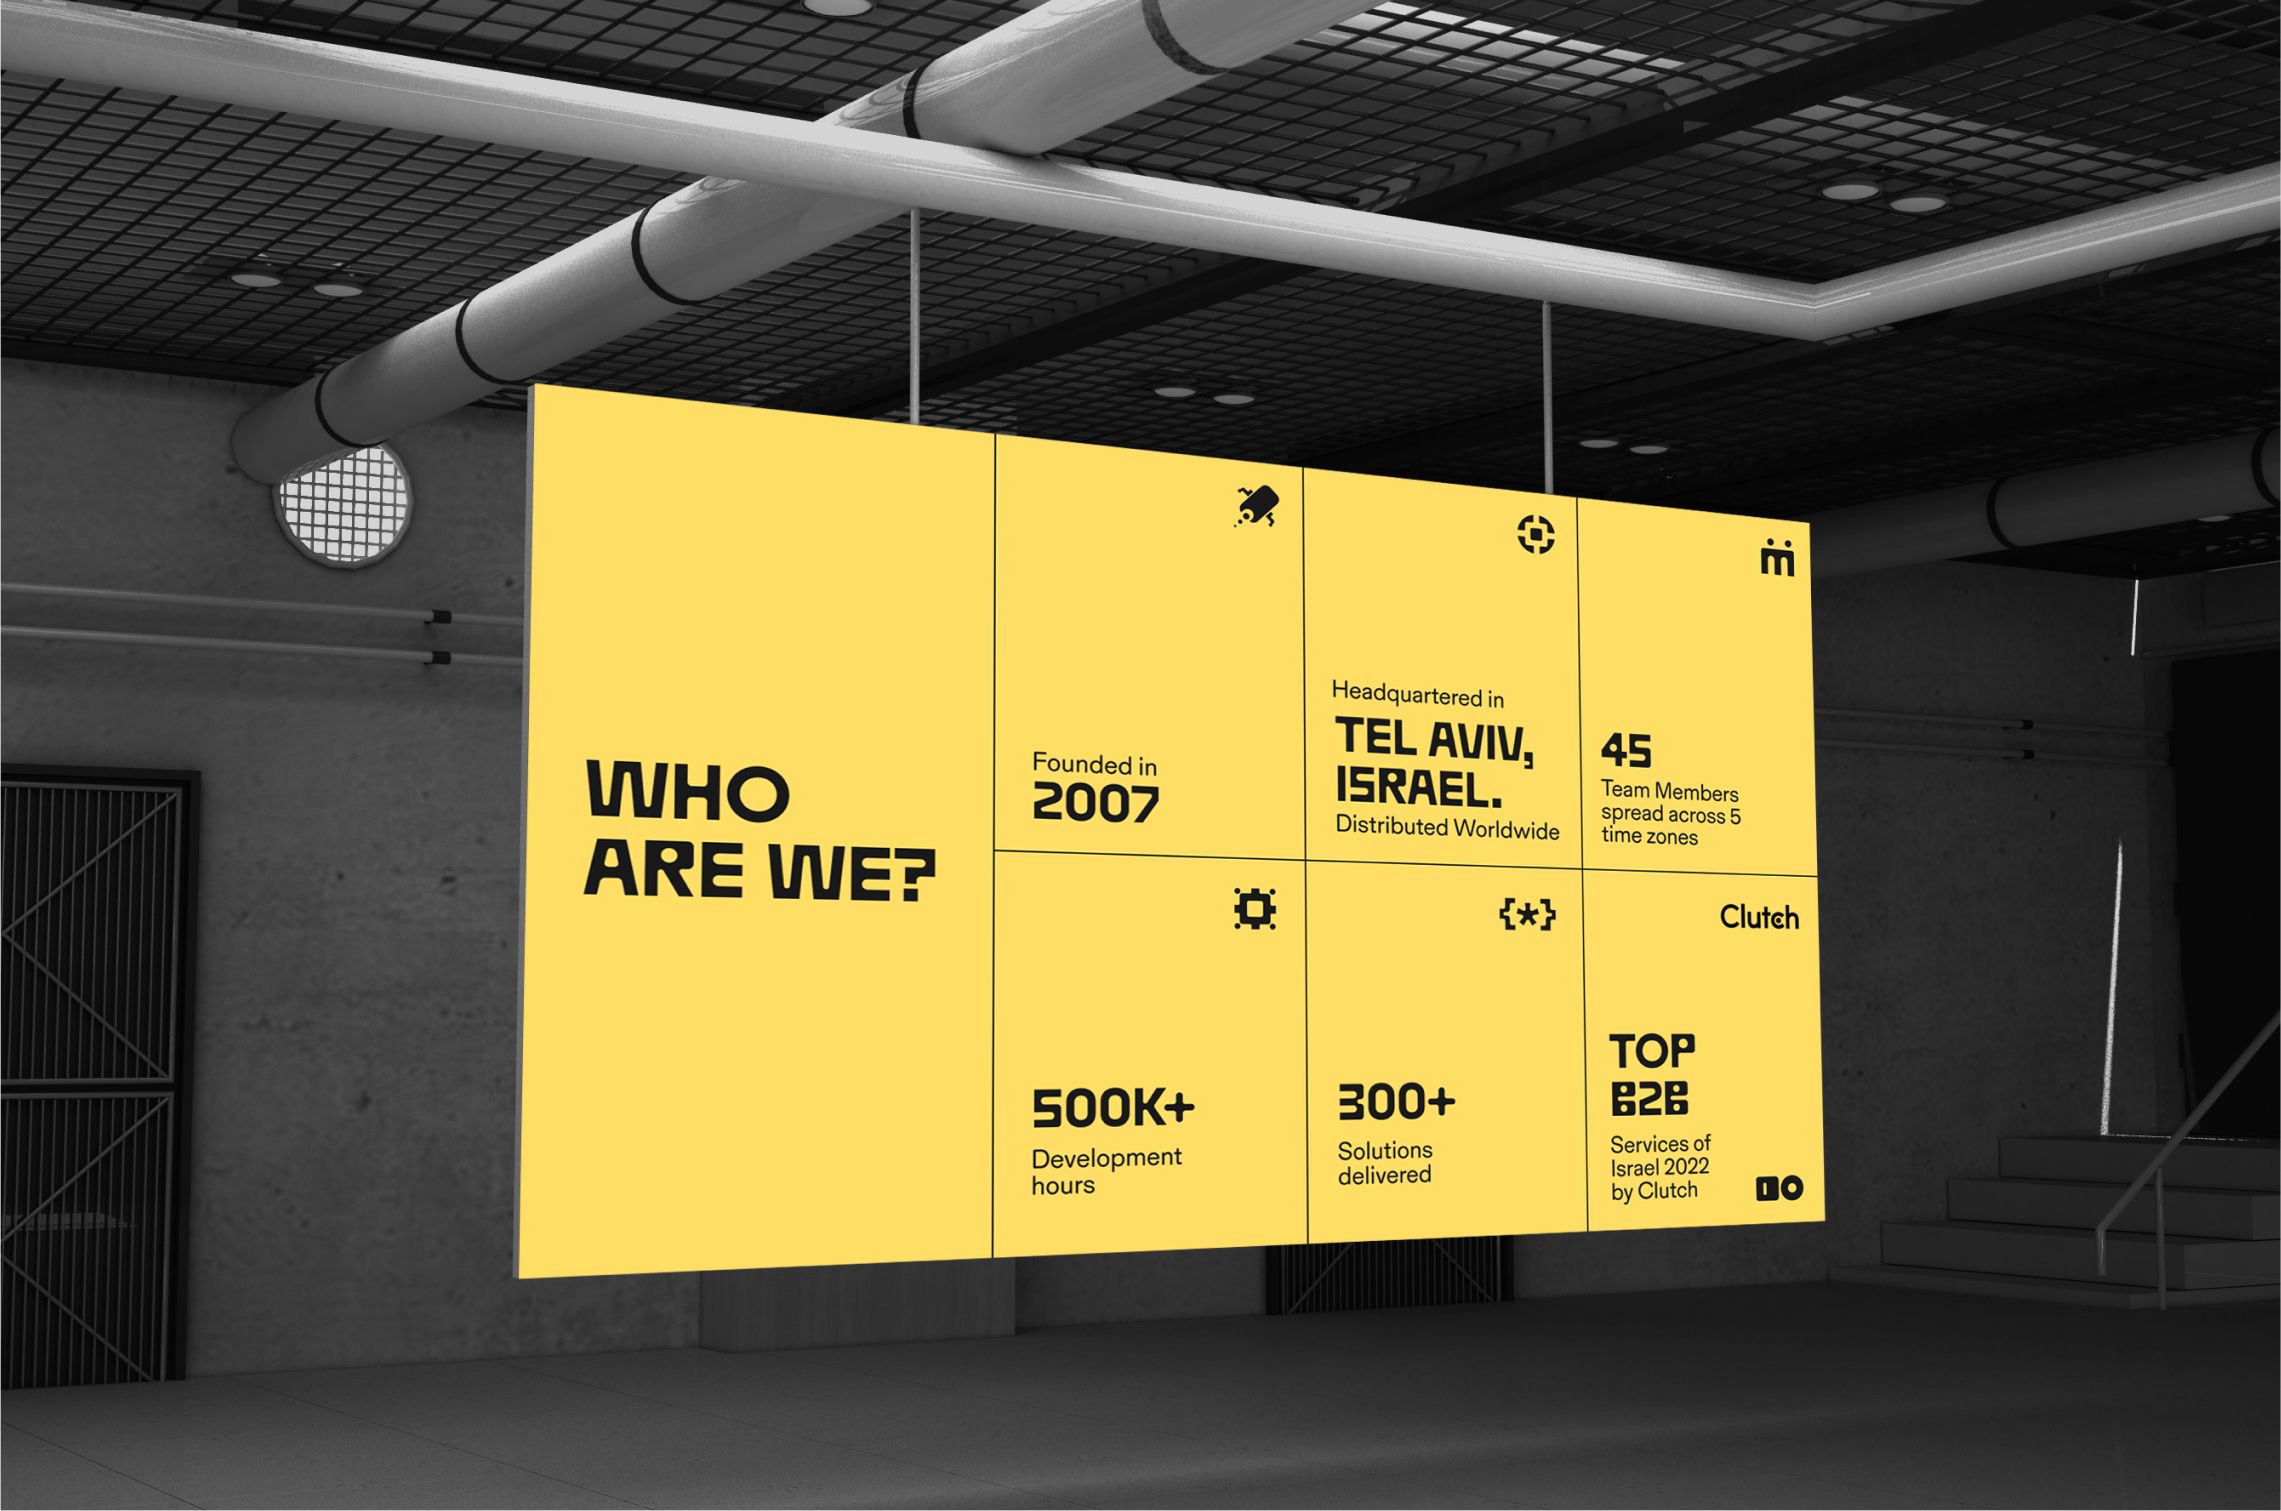 WHO
ARE WE?
Founded in
2007
Headquartered in
TEL AVIV,
ISRAEL.
Distributed Worldwide
45
Team Members
spread across 5
time zones
500K+
Development
hours
{*}
300+
Solutions
delivered
Clutch
TOP
B2B
Services of
Israel 2022
by Clutch